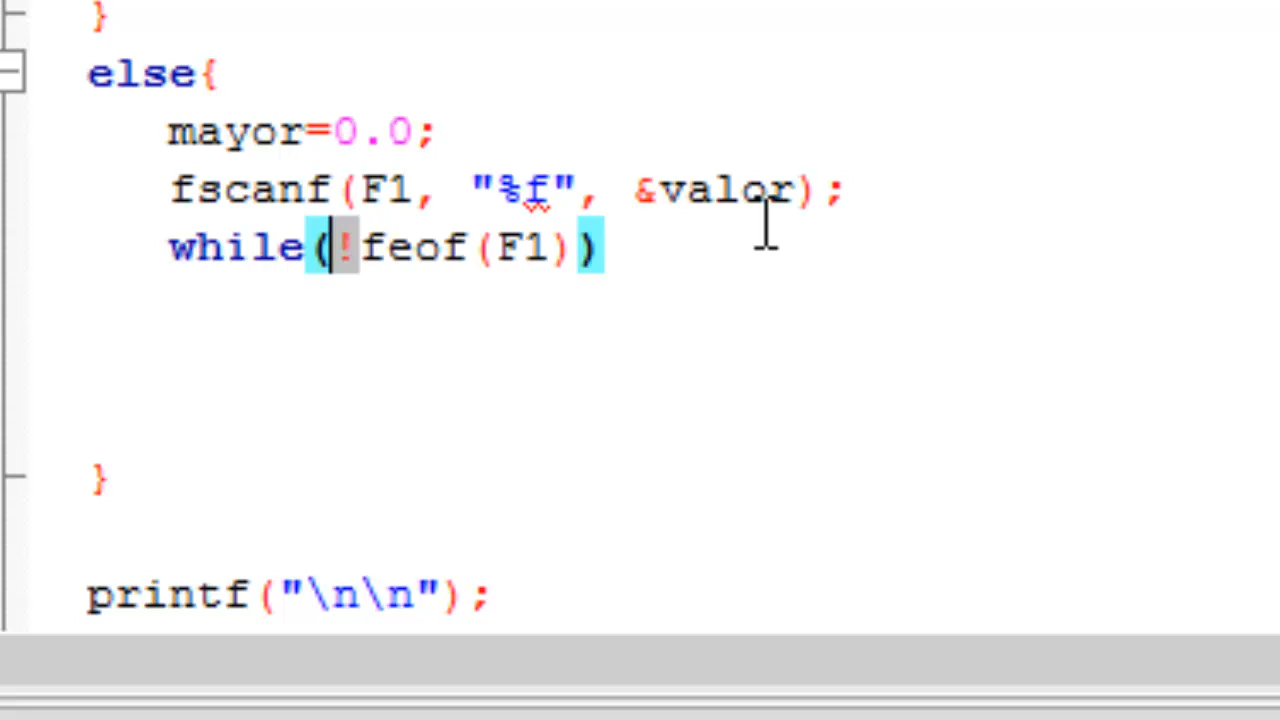 }
else{
mayor=0.0;
fscanf(F1, "%f", &valor);
while(!feof(F1))
}
printf("\n\n");